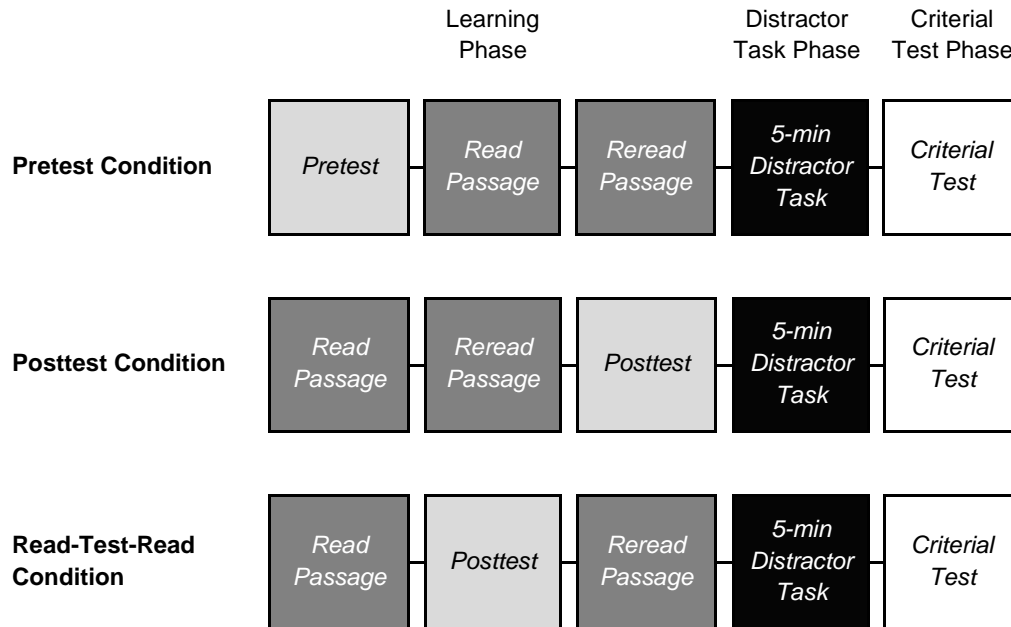 Learning
Phase
Distractor
Task Phase
Criterial
Test Phase
Pretest Condition
Pretest
Read
Passage
Reread
Passage
5-min
Distractor
Task
Criterial
Test
Posttest Condition
Read
Passage
Reread
Passage
Posttest
5-min
Distractor
Task
Criterial
Test
Read-Test-Read
Condition
Read
Passage
Posttest
Reread
Passage
5-min
Distractor
Task
Criterial
Test